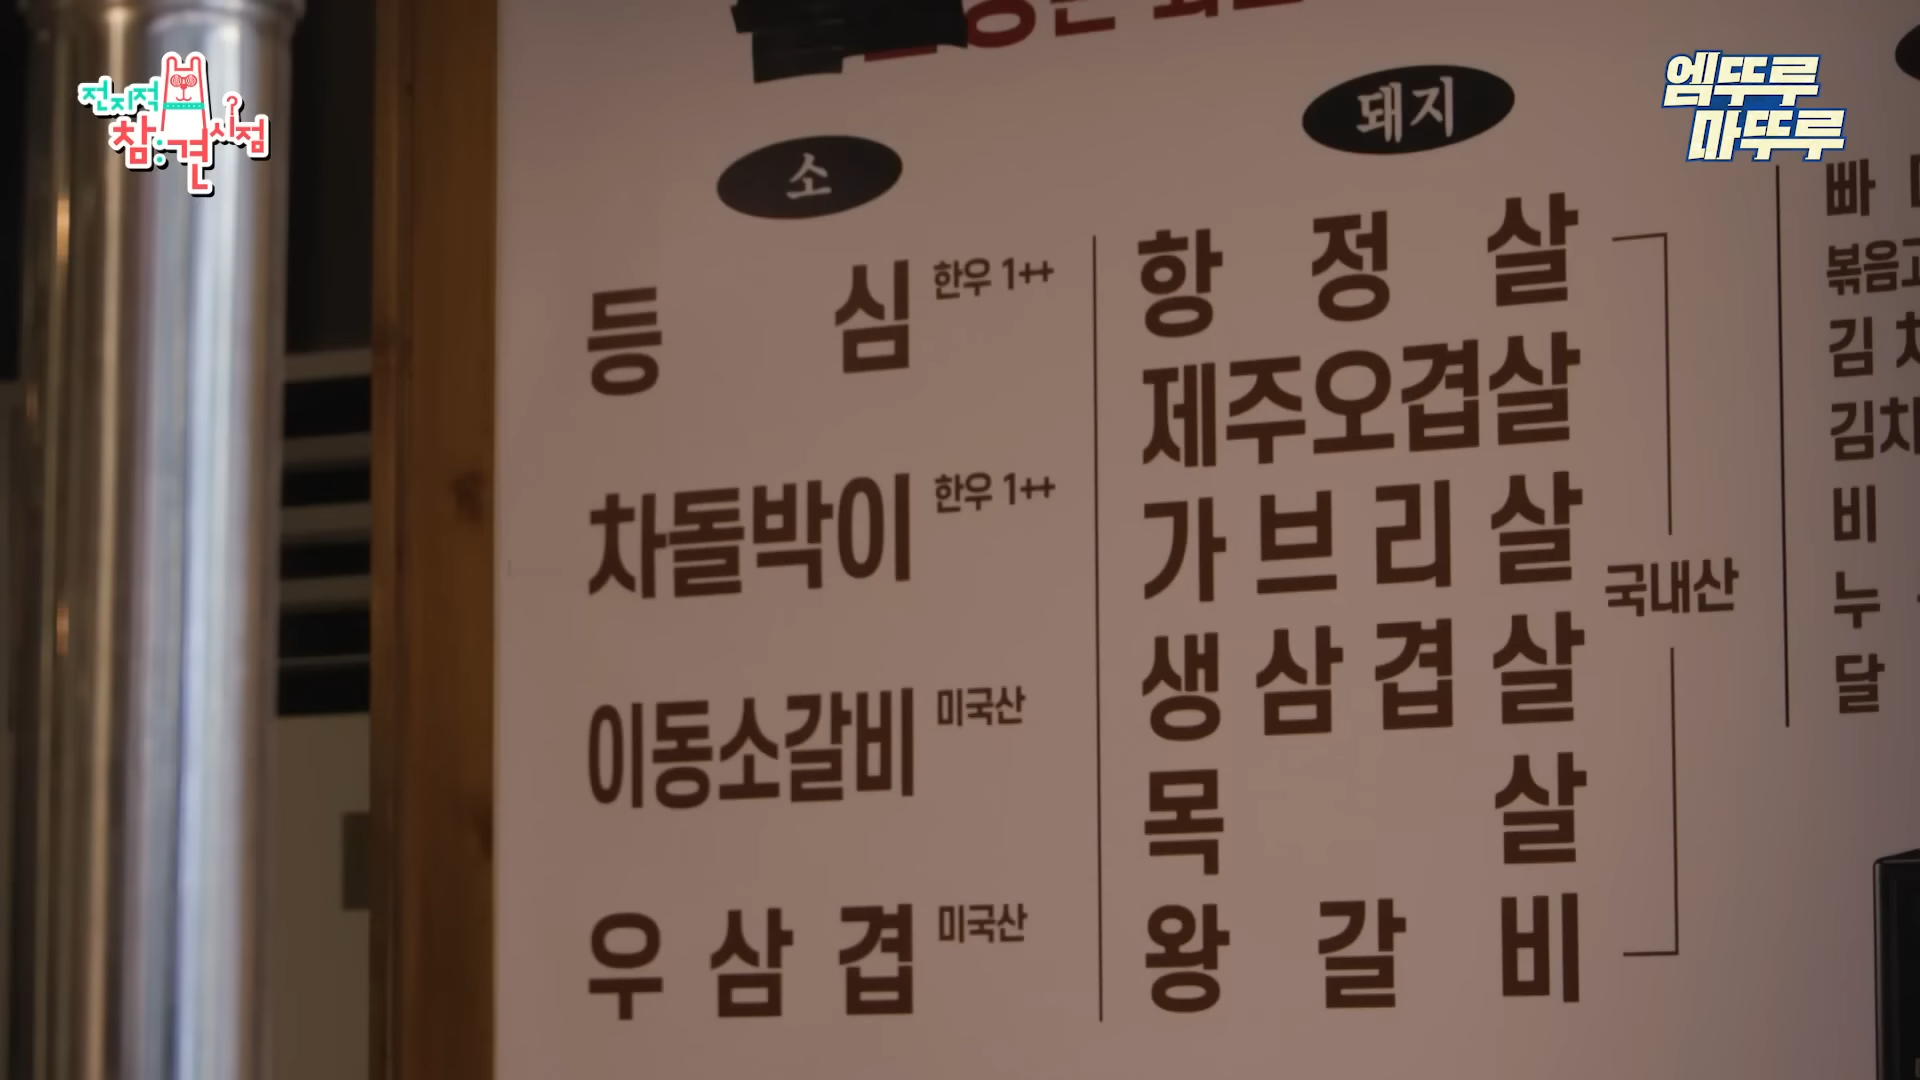 전지적
참견시점
엠뚜루
마뚜루
소
등심 한우 1++
차돌박이 한우 1++
이동소갈비 미국산
우삼겹 미국산
돼지
항정살
제주오겹살
가브리살
생삼겹살
목살
왕갈비
국내산
볶음
김
김치
비
누
달